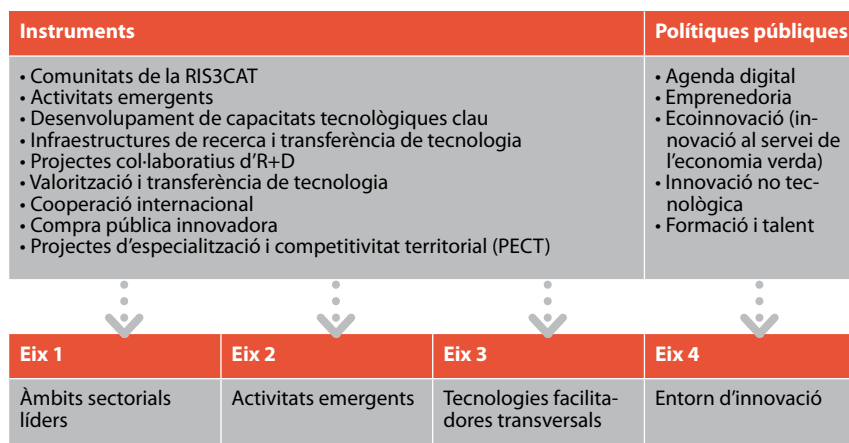 Instruments
• Comunitats de la RIS3CAT
• Activitats emergents
• Desenvolupament de capacitats tecnològiques clau
• Infraestructures de recerca i transferència de tecnologia
• Projectes col·laboratius d’R+D
• Valorització i transferència de tecnologia
• Cooperació internacional
• Compra pública innovadora
• Projectes d’especialització i competitivitat territorial (PECT)
Polítiques públiques
• Agenda digital
• Emprenedoria
• Ecoinnovació (in-
novació al servei de
l’economia verda)
• Innovació no tec-
nològica
• Formació i talent
Eix 1
Àmbits sectorials
líders
Eix 2
Activitats emergents
Eix 3
Tecnologies facilita-
dores transversals
Eix 4
Entorn d’innovació